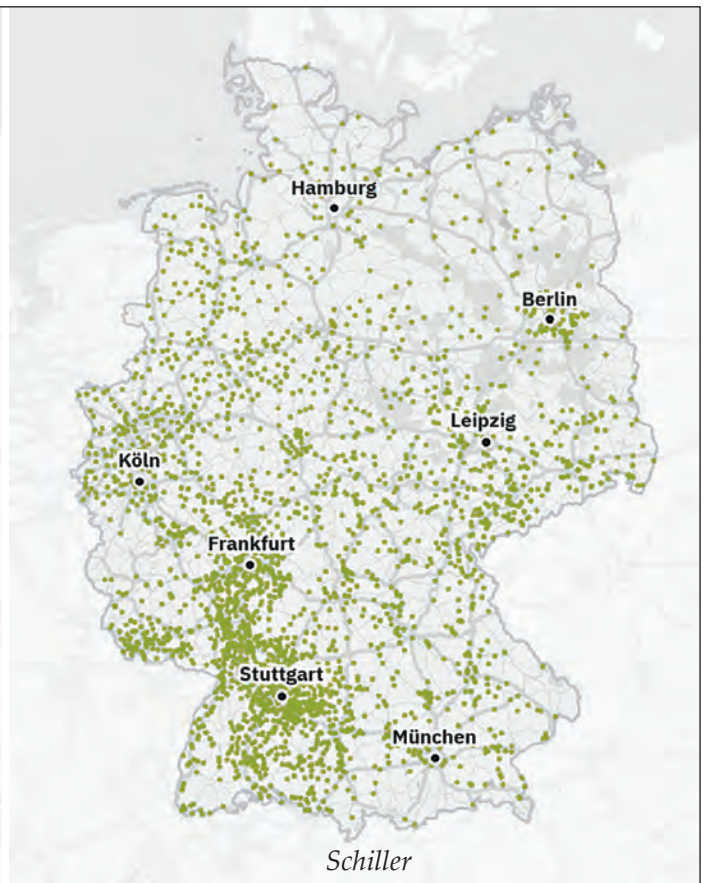 Hamburg
Berlin
Leipzig
Köln
Frankfurt
Stuttgart
München
Schiller